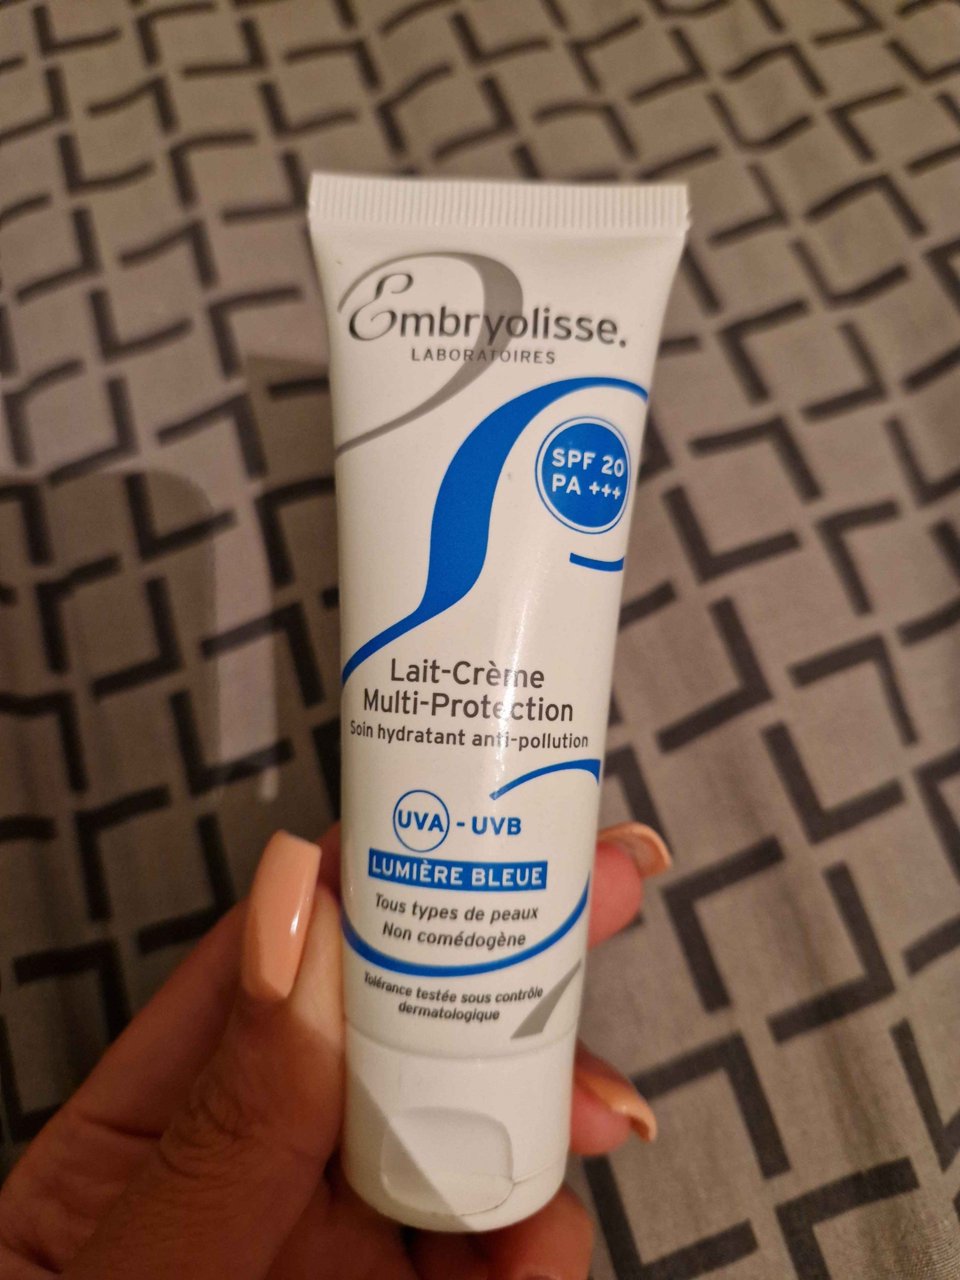 Embryolisse.
LABORATOIRES
SPF 20
PA +++
Lait-Crème
Multi-Protection
Soin hydratant anti-pollution
UVA - UVB
LUMIÈRE BLEUE
Tous types de peaux
Non comédogène
Tolérance testée sous contrôle
dermatologique